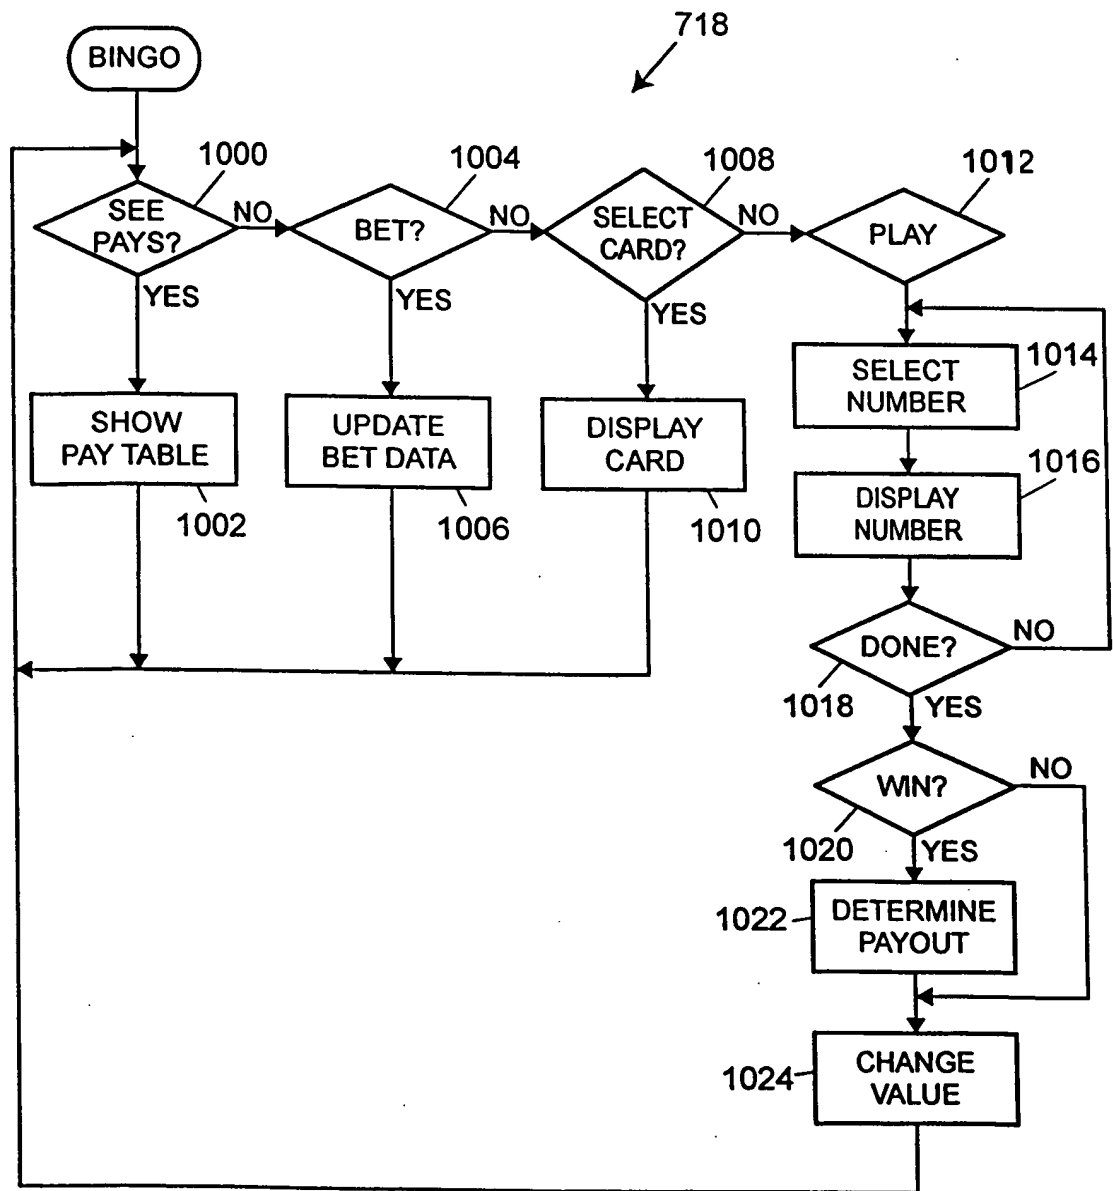 718
BINGO
1000
SEE
PAYS?
NO
YES
SHOW
PAY TABLE
1002
1004
BET?
NO
YES
UPDATE
BET DATA
1006
1008
SELECT
CARD?
NO
YES
DISPLAY
CARD
1010
1012
PLAY
SELECT
NUMBER
1014
DISPLAY
NUMBER
1016
DONE?
NO
1018
YES
WIN?
NO
1020
YES
1022
DETERMINE
PAYOUT
1024
CHANGE
VALUE